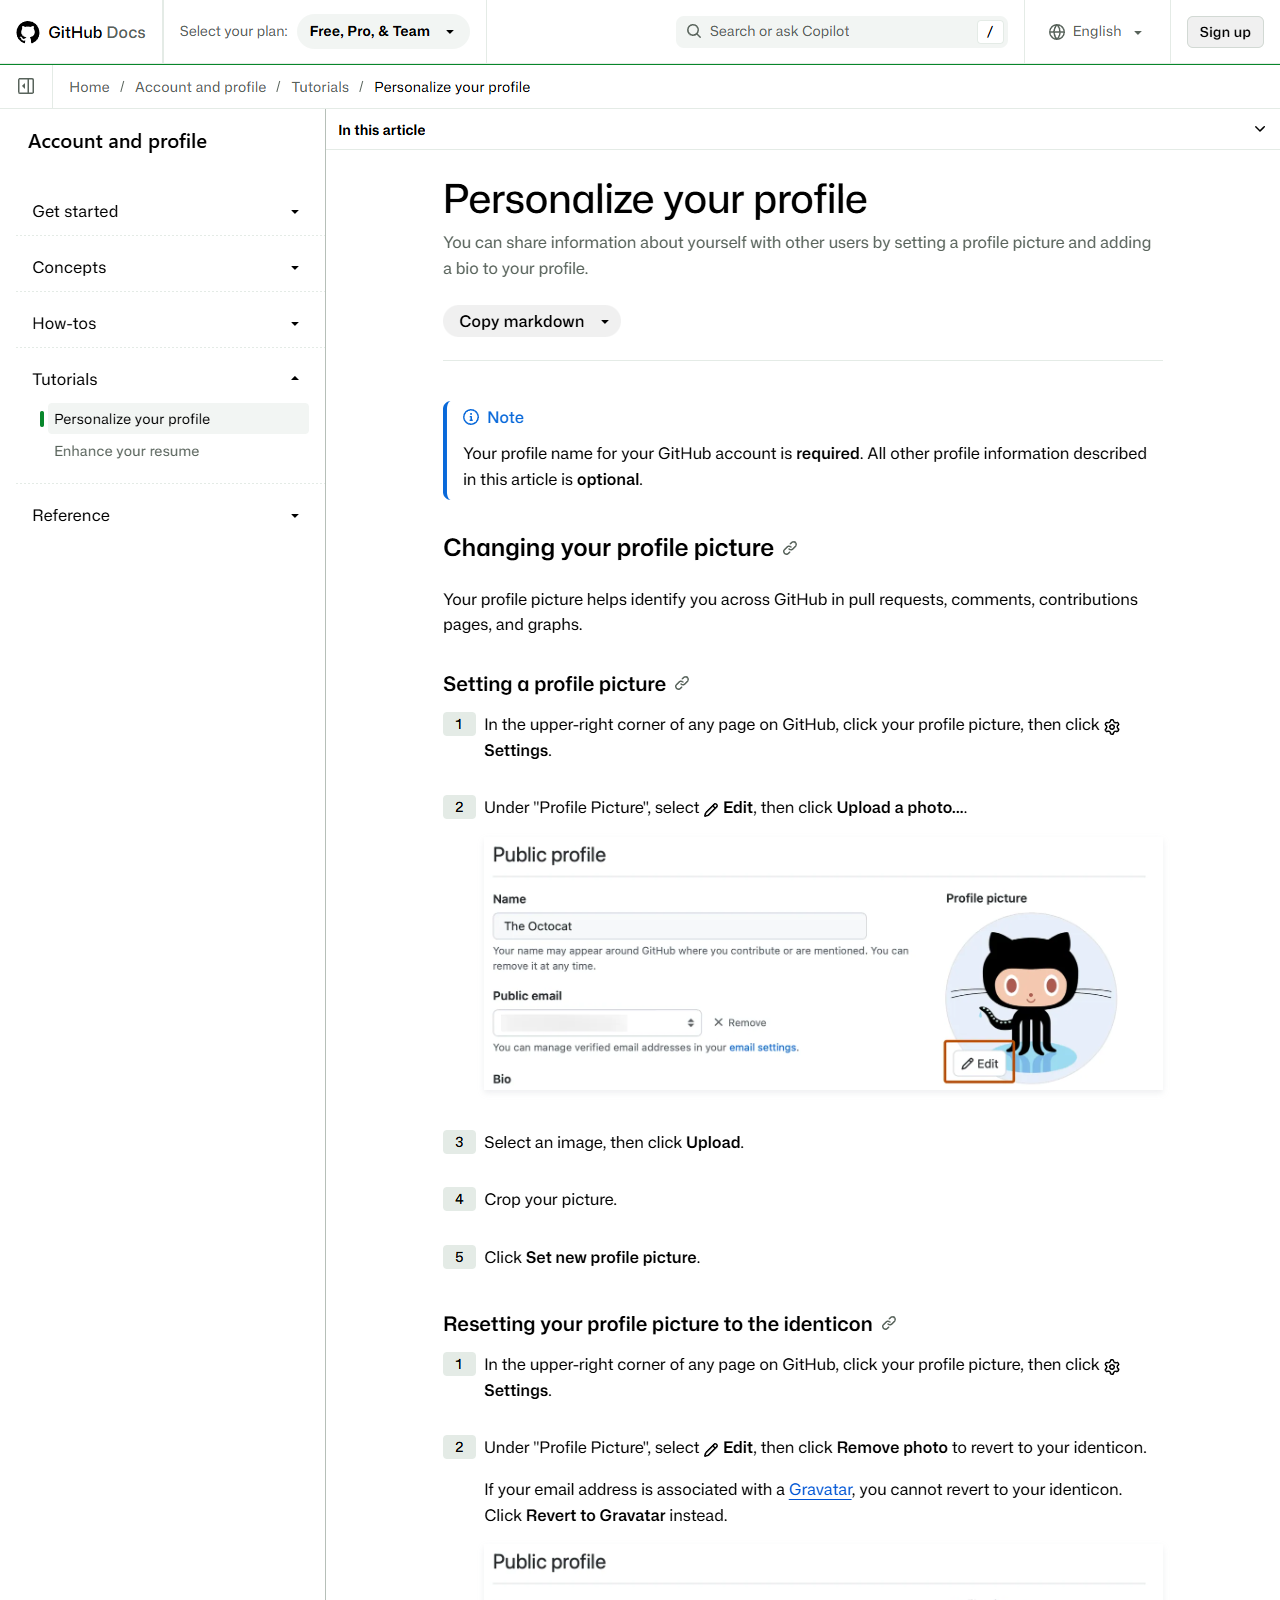 GitHub Docs
Select your plan:
Free, Pro, & Team
Search or ask Copilot
/
English
Sign up
Home / Account and profile / Tutorials / Personalize your profile
Account and profile
Get started
Concepts
How-tos
Tutorials
Personalize your profile
Enhance your resume
Reference
In this article
Personalize your profile
You can share information about yourself with other users by setting a profile picture and adding
a bio to your profile.
Copy markdown
Note
Your profile name for your GitHub account is required. All other profile information described
in this article is optional.
Changing your profile picture
Your profile picture helps identify you across GitHub in pull requests, comments, contributions
pages, and graphs.
Setting a profile picture
1 In the upper-right corner of any page on GitHub, click your profile picture, then click
Settings.
2 Under "Profile Picture", select Edit, then click Upload a photo....
Public profile
Name
The Octocat
Your name may appear around GitHub where you contribute or are mentioned. You can
remove it at any time.
Public email
Remove
You can manage verified email addresses in your email settings.
Bio
Profile picture
Edit
3 Select an image, then click Upload.
4 Crop your picture.
5 Click Set new profile picture.
Resetting your profile picture to the identicon
1 In the upper-right corner of any page on GitHub, click your profile picture, then click
Settings.
2 Under "Profile Picture", select Edit, then click Remove photo to revert to your identicon.
If your email address is associated with a Gravatar, you cannot revert to your identicon.
Click Revert to Gravatar instead.
Public profile